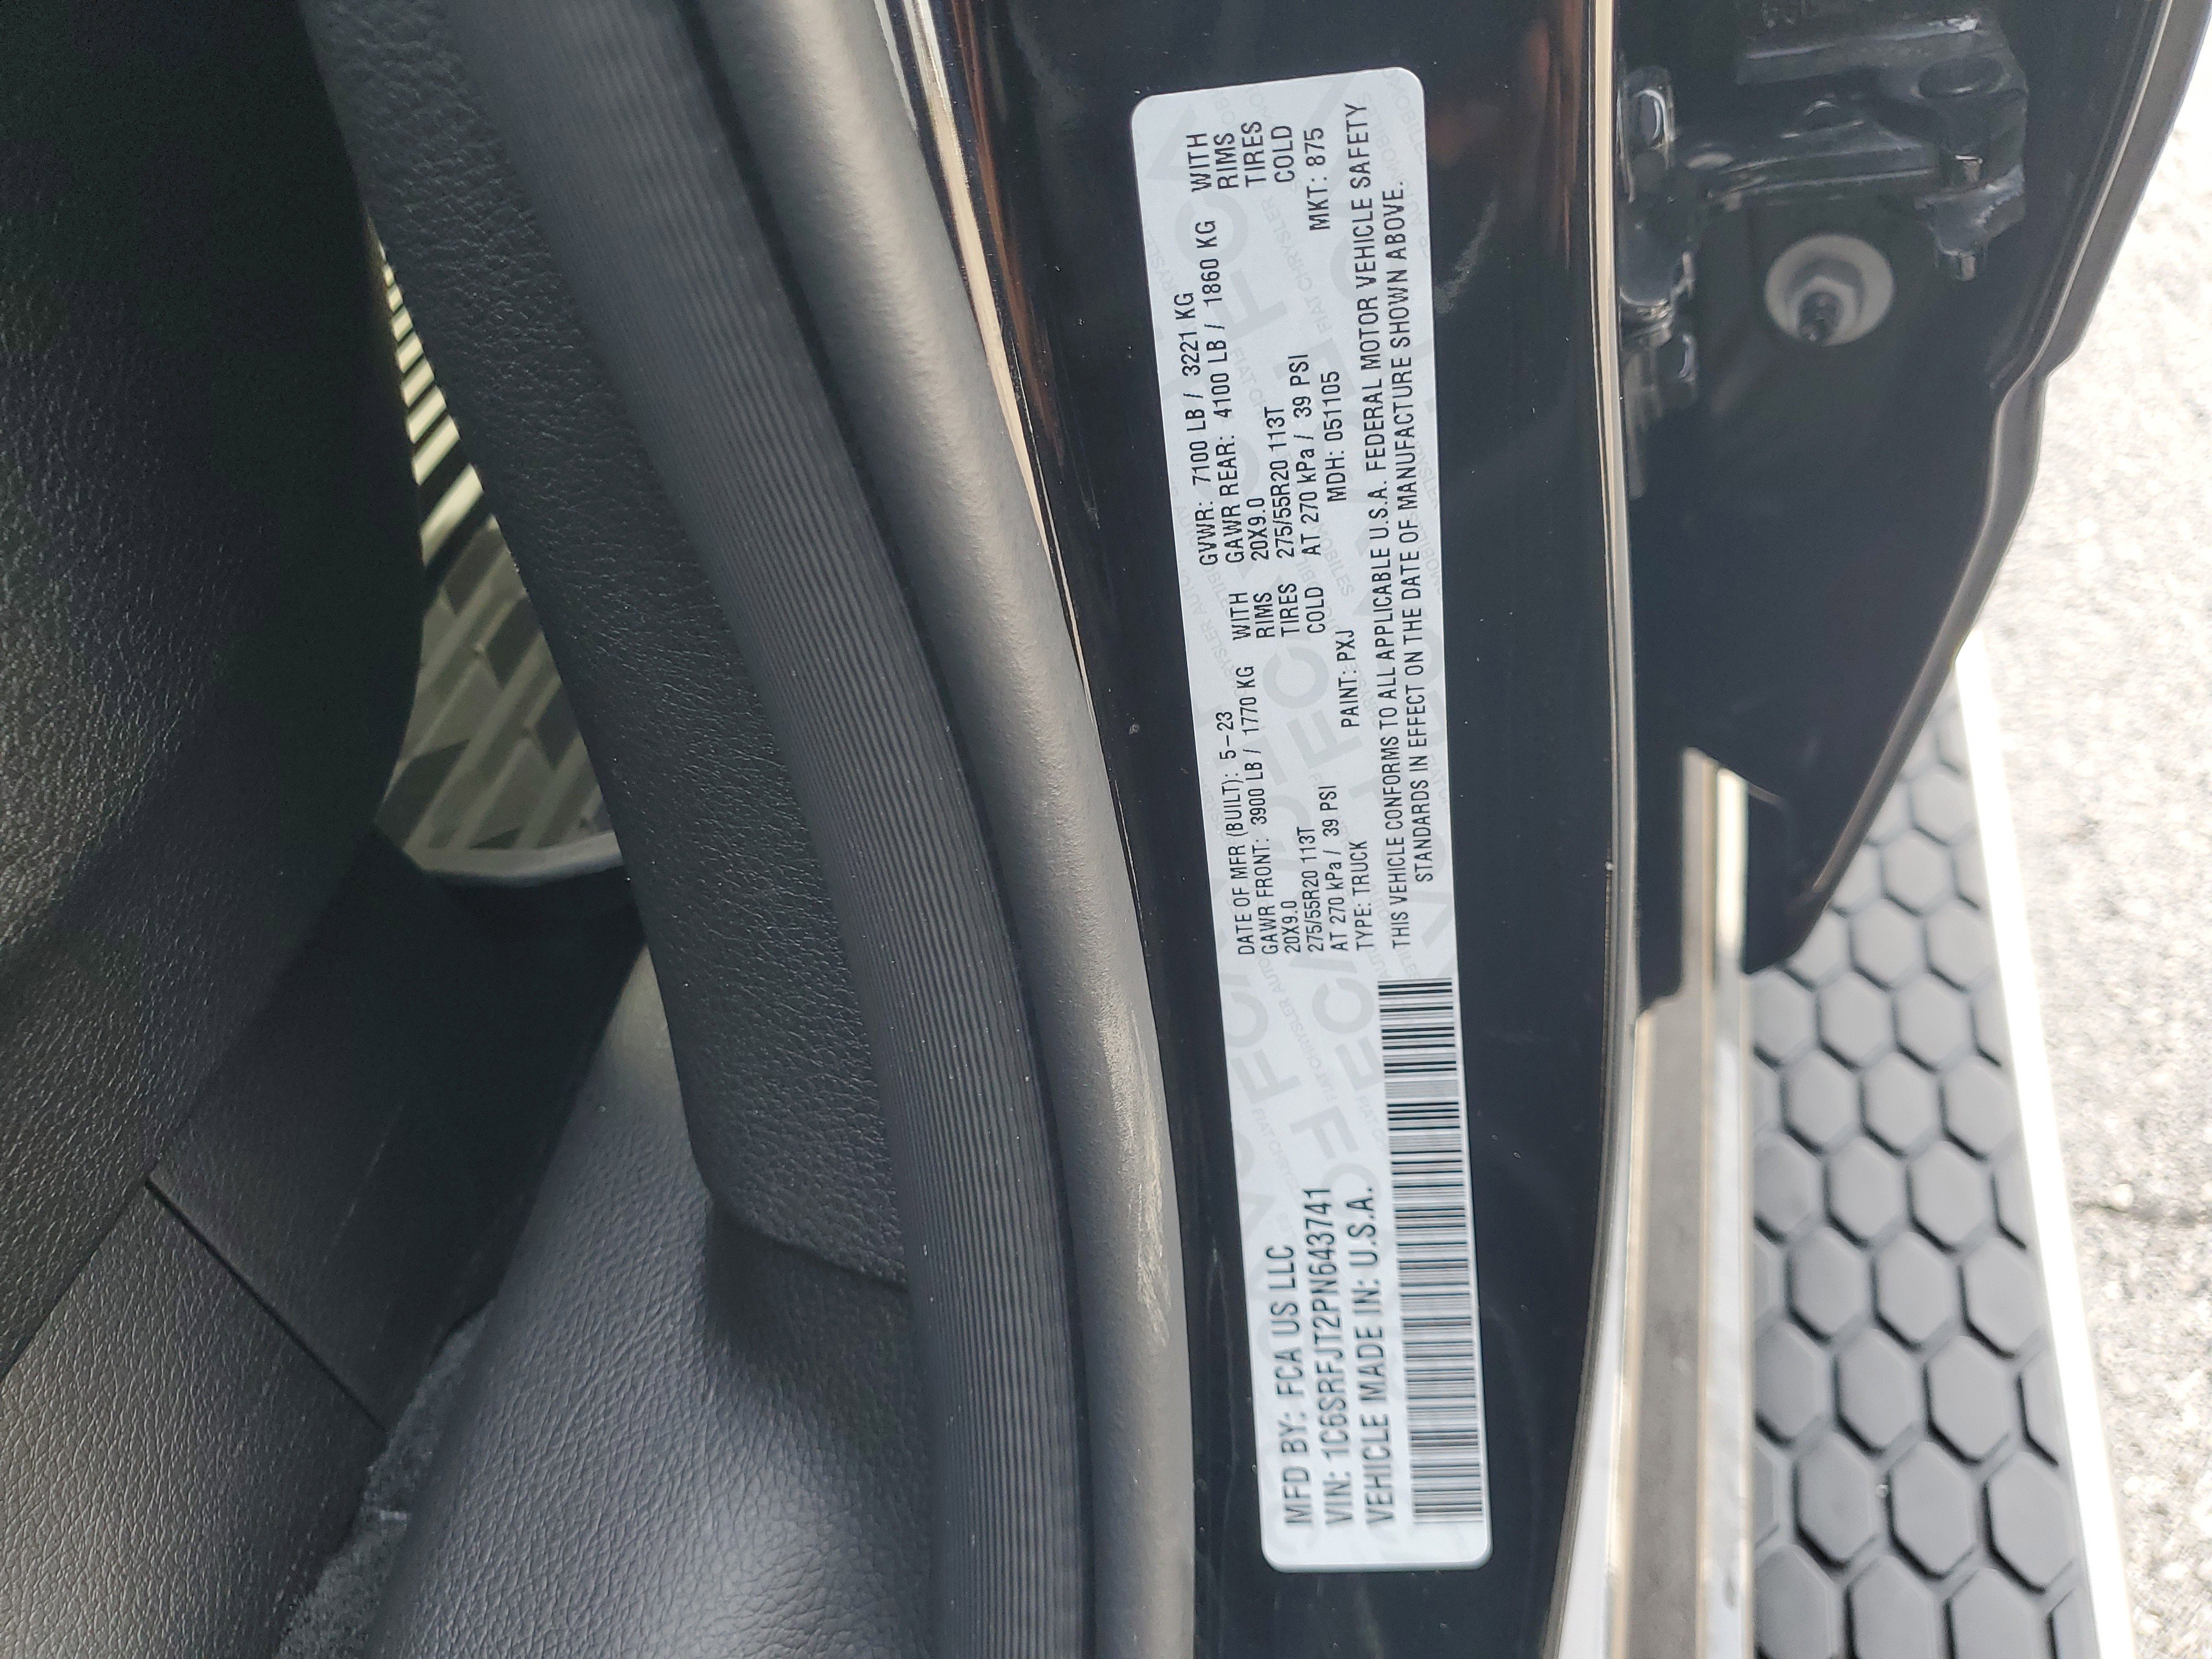 MFD BY: FCA US LLC
VIN: 1C6SRFJT2PN643741
VEHICLE MADE IN: U.S.A.
DATE OF MFR (BUILT): 5-23 GVWR: 7100 LB / 3221 KG
GAWR FRONT: 3900 LB / 1770 KG WITH GAWR REAR: 4100 LB / 1860 KG WITH
20X9.0 RIMS 20X9.0 RIMS
275/55R20 113T TIRES 275/55R20 113T TIRES
AT 270 kPa / 39 PSI COLD AT 270 kPa / 39 PSI COLD
TYPE: TRUCK PAINT: PXJ MDH: 051105 MKT: 875
THIS VEHICLE CONFORMS TO ALL APPLICABLE U.S.A. FEDERAL MOTOR VEHICLE SAFETY
STANDARDS IN EFFECT ON THE DATE OF MANUFACTURE SHOWN ABOVE.